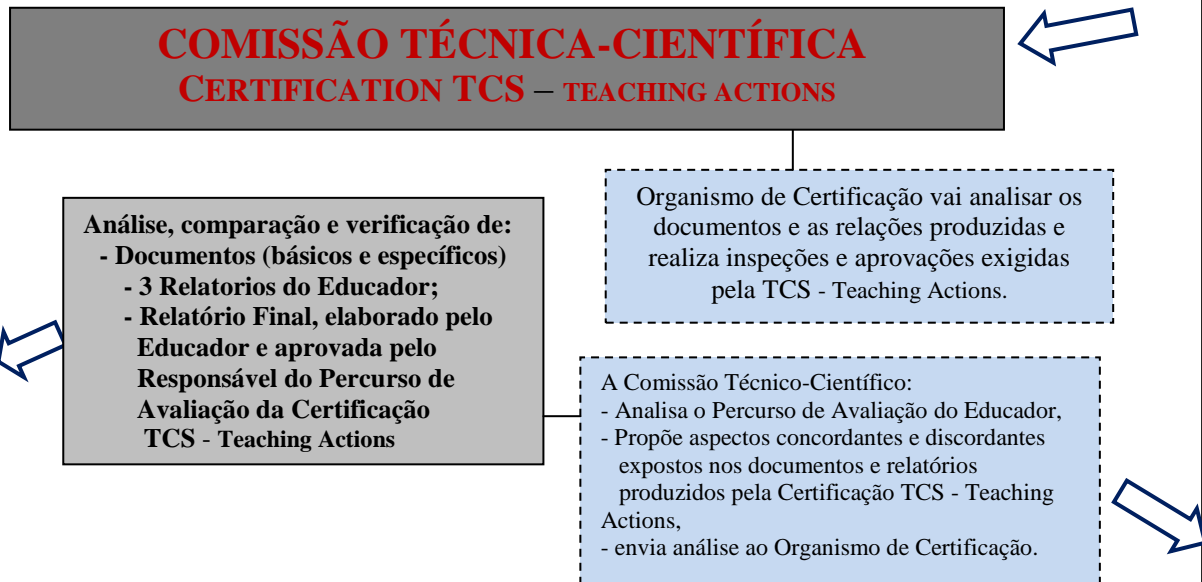 COMISSÃO TÉCNICA-CIENTÍFICA
CERTIFICATION TCS – TEACHING ACTIONS
Organismo de Certificação vai analisar os
documentos e as relações produzidas e
realiza inspeções e aprovações exigidas
pela TCS - Teaching Actions.
Análise, comparação e verificação de:
- Documentos (básicos e específicos)
- 3 Relatorios do Educador;
- Relatório Final, elaborado pelo
Educador e aprovada pelo
Responsável do Percurso de
Avaliação da Certificação
TCS - Teaching Actions
A Comissão Técnico-Científico:
- Analisa o Percurso de Avaliação do Educador,
- Propõe aspectos concordantes e discordantes
expostos nos documentos e relatórios
produzidos pela Certificação TCS - Teaching
Actions,
- envia análise ao Organismo de Certificação.